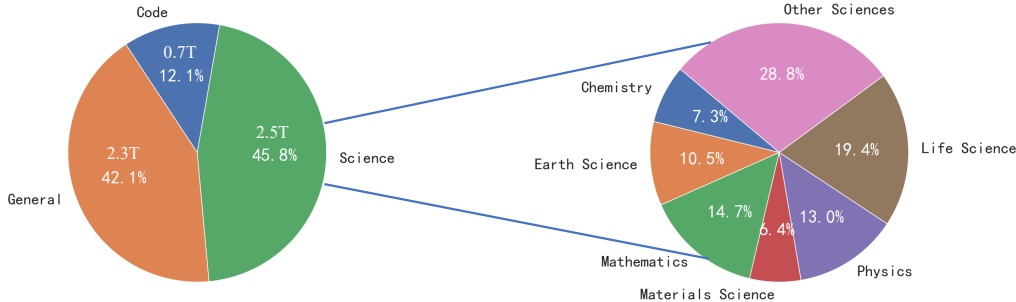 Code
0.7T
12.1%
2.3T
42.1%
General
2.5T
45.8%
Science
Other Sciences
28.8%
Chemistry
7.3%
Earth Science
10.5%
Life Science
19.4%
Mathematics
14.7%
Materials Science
6.4%
Physics
13.0%